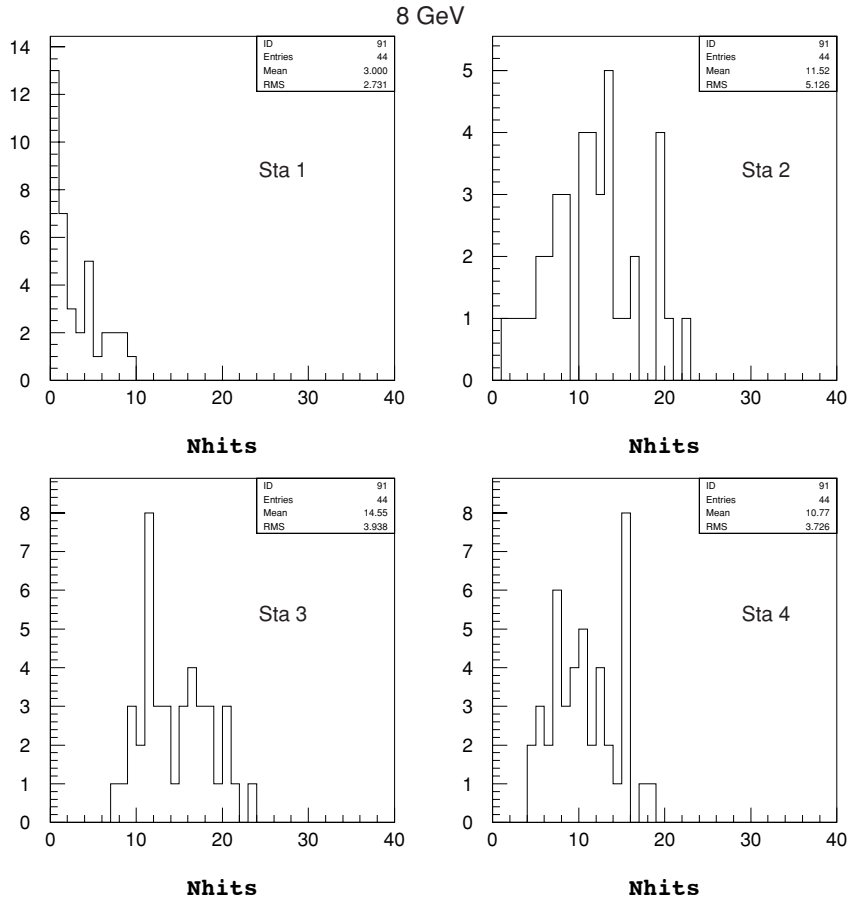 8 GeV
ID 91
Entries 44
Mean 3.000
RMS 2.731
Sta 1
14
12
10
8
6
4
2
0
0 10 20 30 40
Nhits
ID 91
Entries 44
Mean 11.52
RMS 5.126
Sta 2
5
4
3
2
1
0
0 10 20 30 40
Nhits
ID 91
Entries 44
Mean 14.55
RMS 3.938
Sta 3
8
7
6
5
4
3
2
1
0
0 10 20 30 40
Nhits
ID 91
Entries 44
Mean 10.77
RMS 3.726
Sta 4
8
7
6
5
4
3
2
1
0
0 10 20 30 40
Nhits